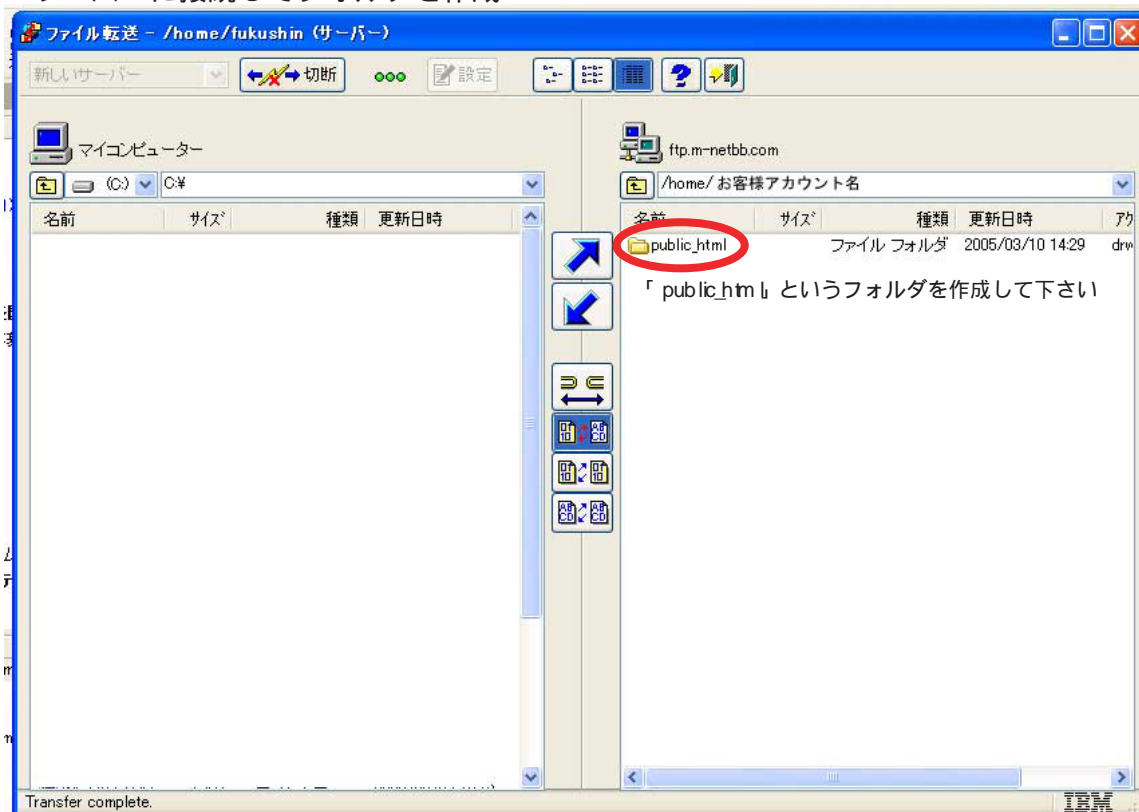 ファイル転送 - /home/fukushin (サーバー)
新しいサーバー 切断 設定
マイコンピューター
ftp.m-netbb.com
(C:) C:¥
/home/お客様アカウント名
名前 サイズ 種類 更新日時
名前 サイズ 種類 更新日時 アク
public_html ファイル フォルダ 2005/03/10 14:29 drw
「 public_html」というフォルダを作成して下さい
Transfer complete.
IBM